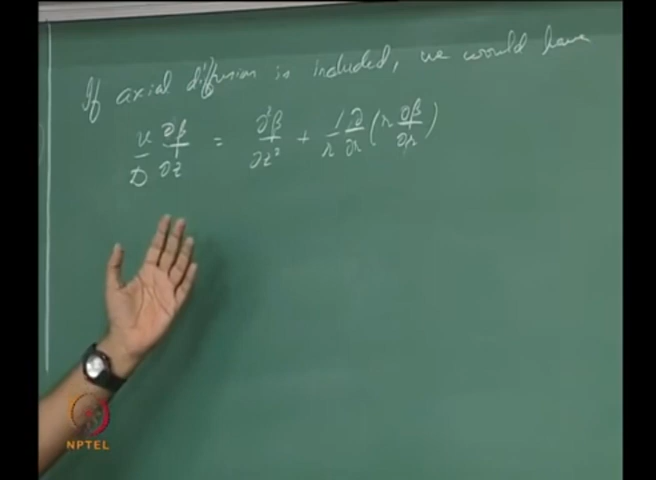 If axial diffusion is included, we would have
u/D ∂β/∂z = ∂²β/∂z² + 1/r ∂/∂r (r ∂β/∂r)
NPTEL